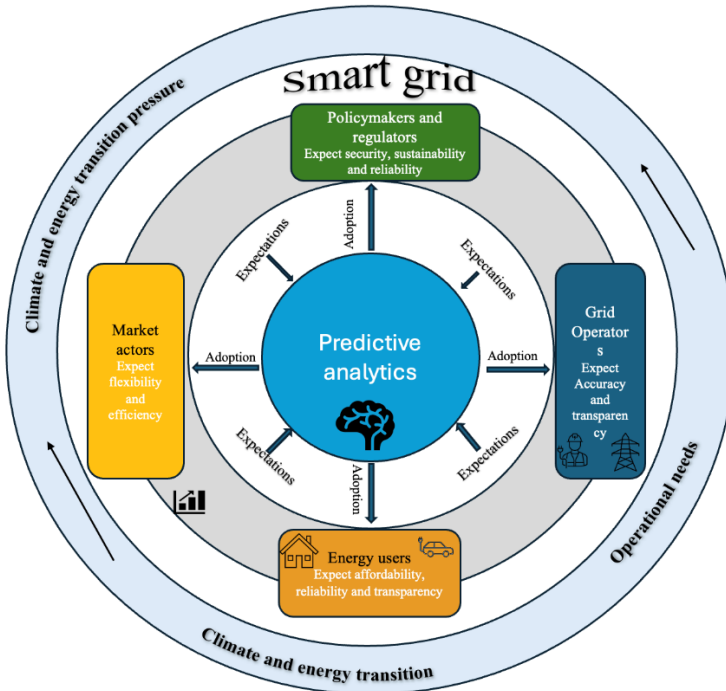 Smart grid
Climate and energy transition pressure
Policymakers and
regulators
Expect security, sustainability
and reliability
Adoption
Expectations
Expectations
Market
actors
Expect
flexibility
and
efficiency
Adoption
Predictive
analytics
Adoption
Grid
Operator
s
Expect
Accuracy
and
transparen
cy
Expectations
Expectations
Adoption
Energy users
Expect affordability,
reliability and transparency
Operational needs
Climate and energy transition